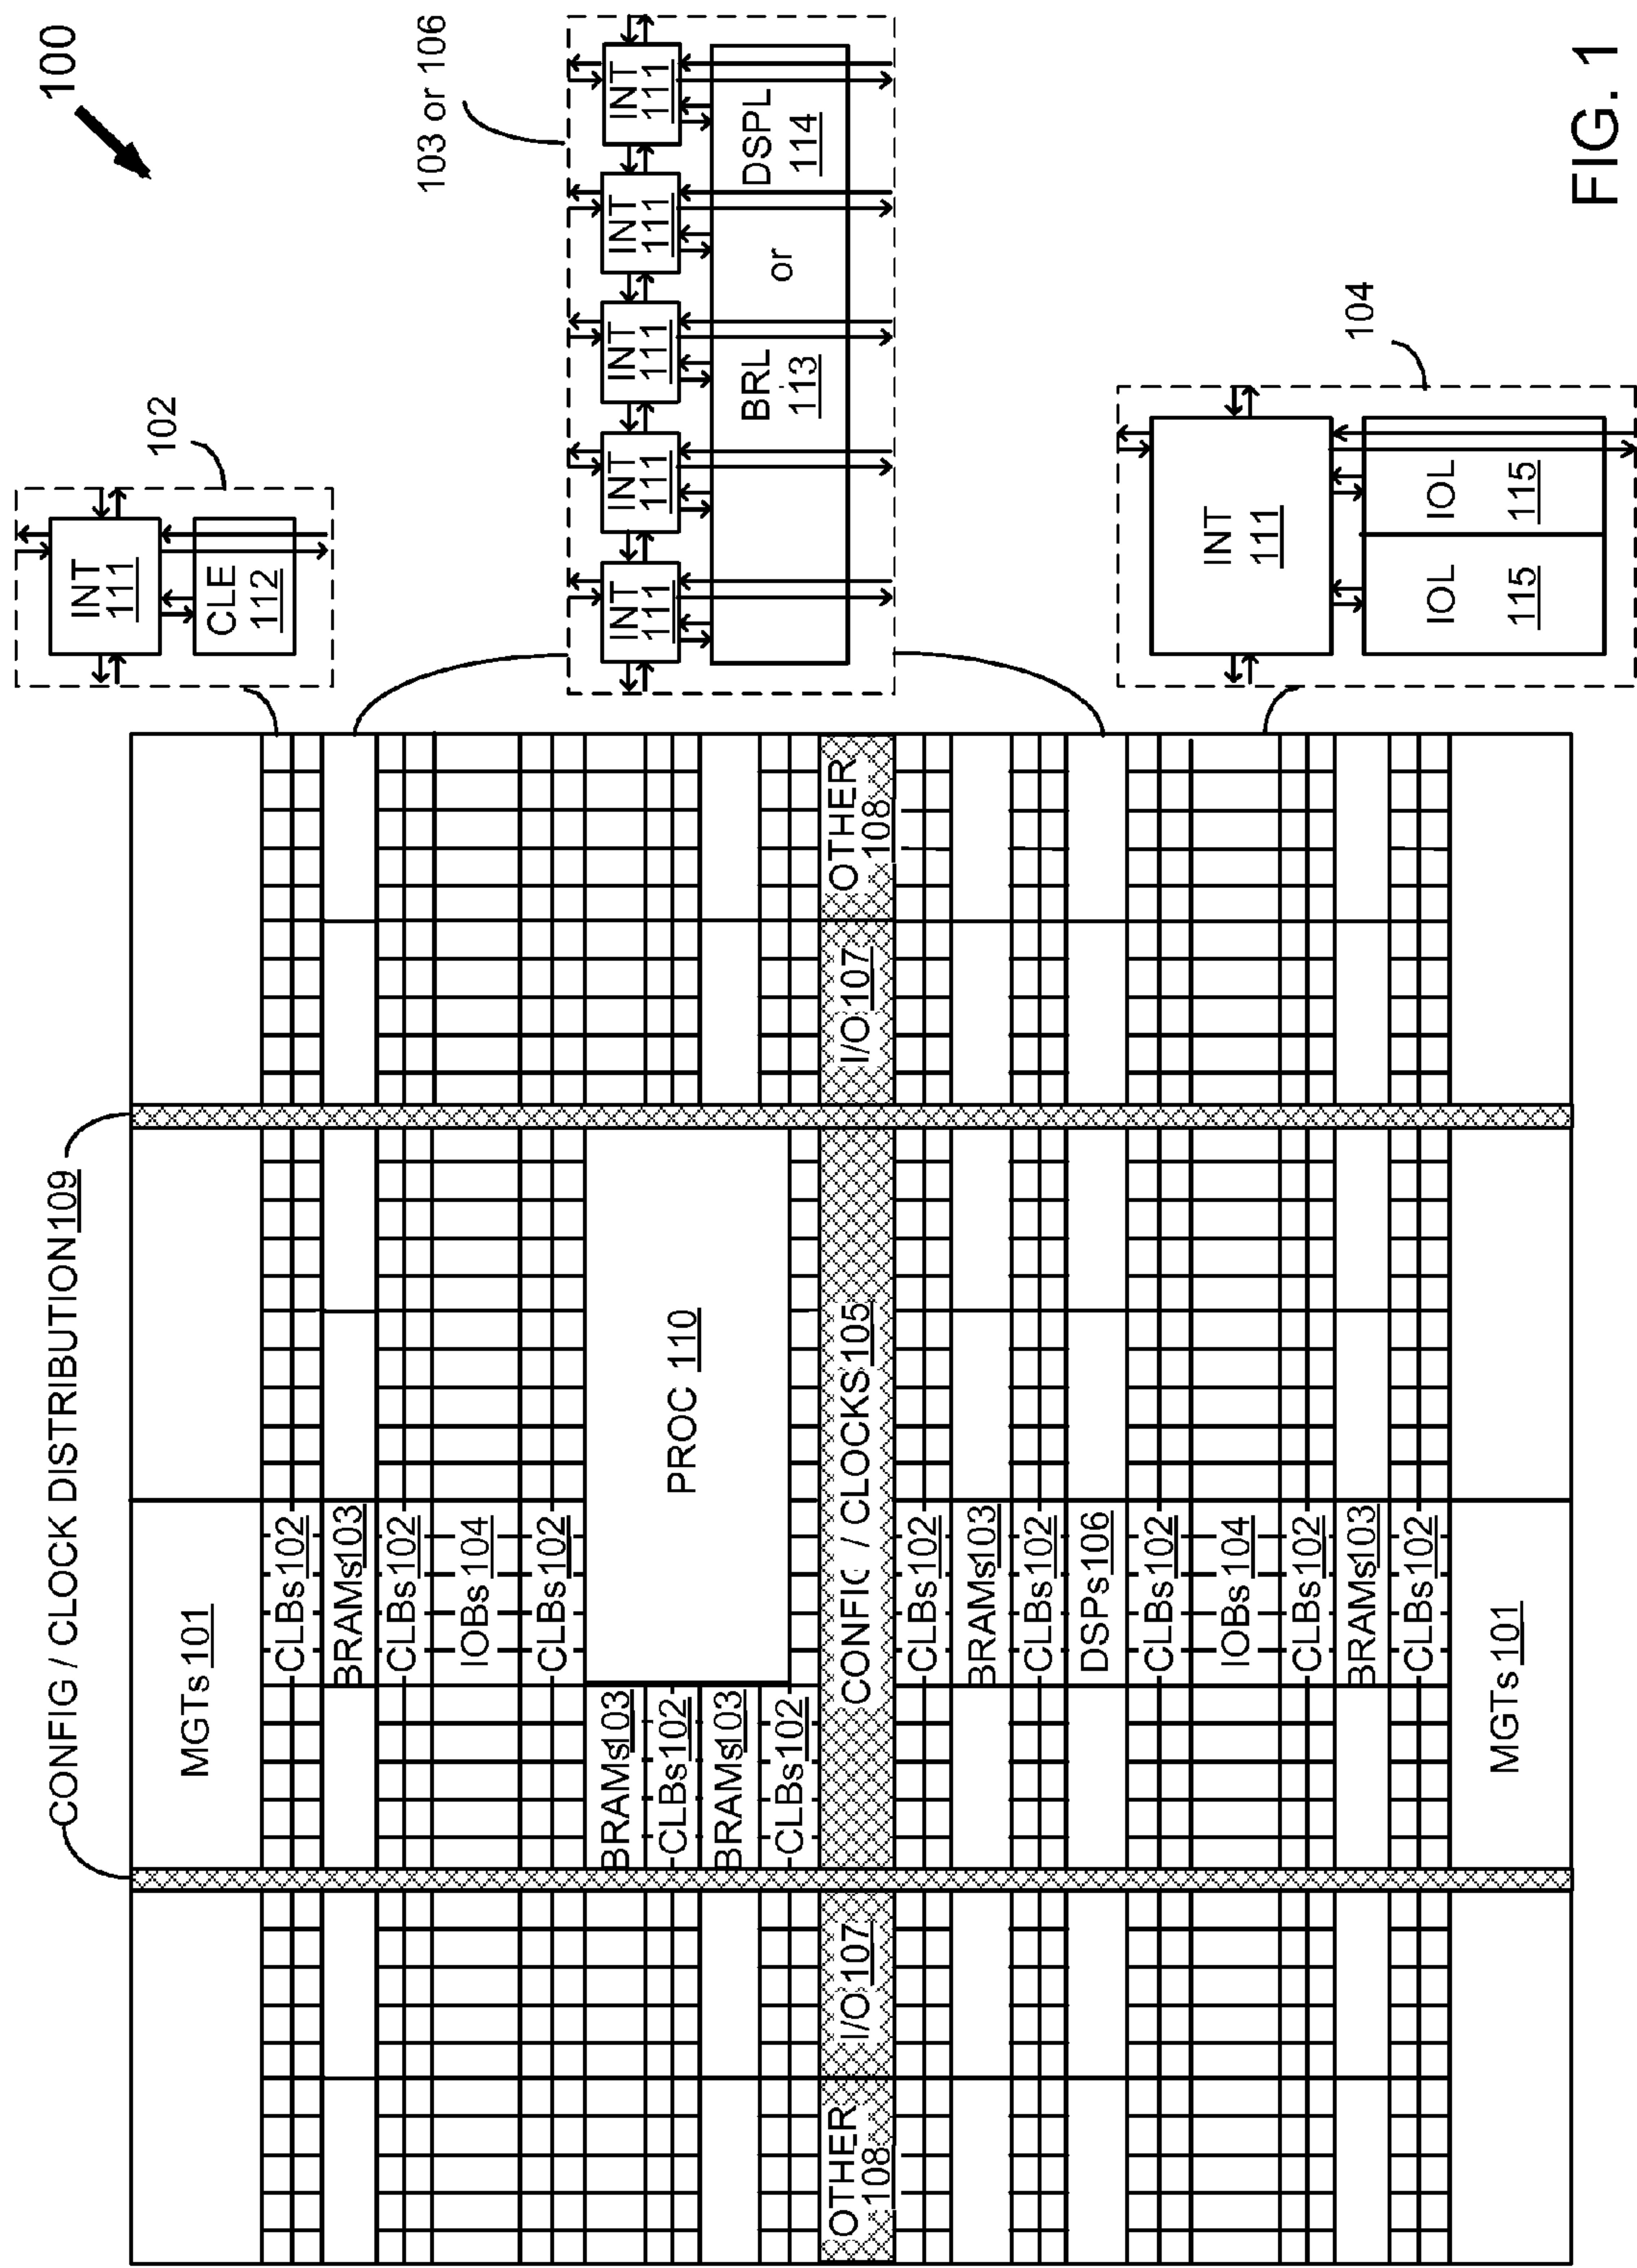 100
CONFIG / CLOCK DISTRIBUTION 109
MGTs 101
CLBs 102
BRAMs 103
CLBs 102
IOBs 104
CLBs 102
BRAMs 103
CLBs 102
BRAMs 103
CLBs 102
PROC 110
OTHER
108
I/O 107
CONFIG / CLOCKS 105
I/O 107
OTHER
108
CLBs 102
BRAMs 103
CLBs 102
DSPs 106
CLBs 102
IOBs 104
CLBs 102
BRAMs 103
CLBs 102
MGTs 101
102
INT
111
CLE
112
103 or 106
INT
111
INT
111
INT
111
INT
111
INT
111
BRL
113
or
DSPL
114
104
INT
111
IOL
115
IOL
115
FIG. 1